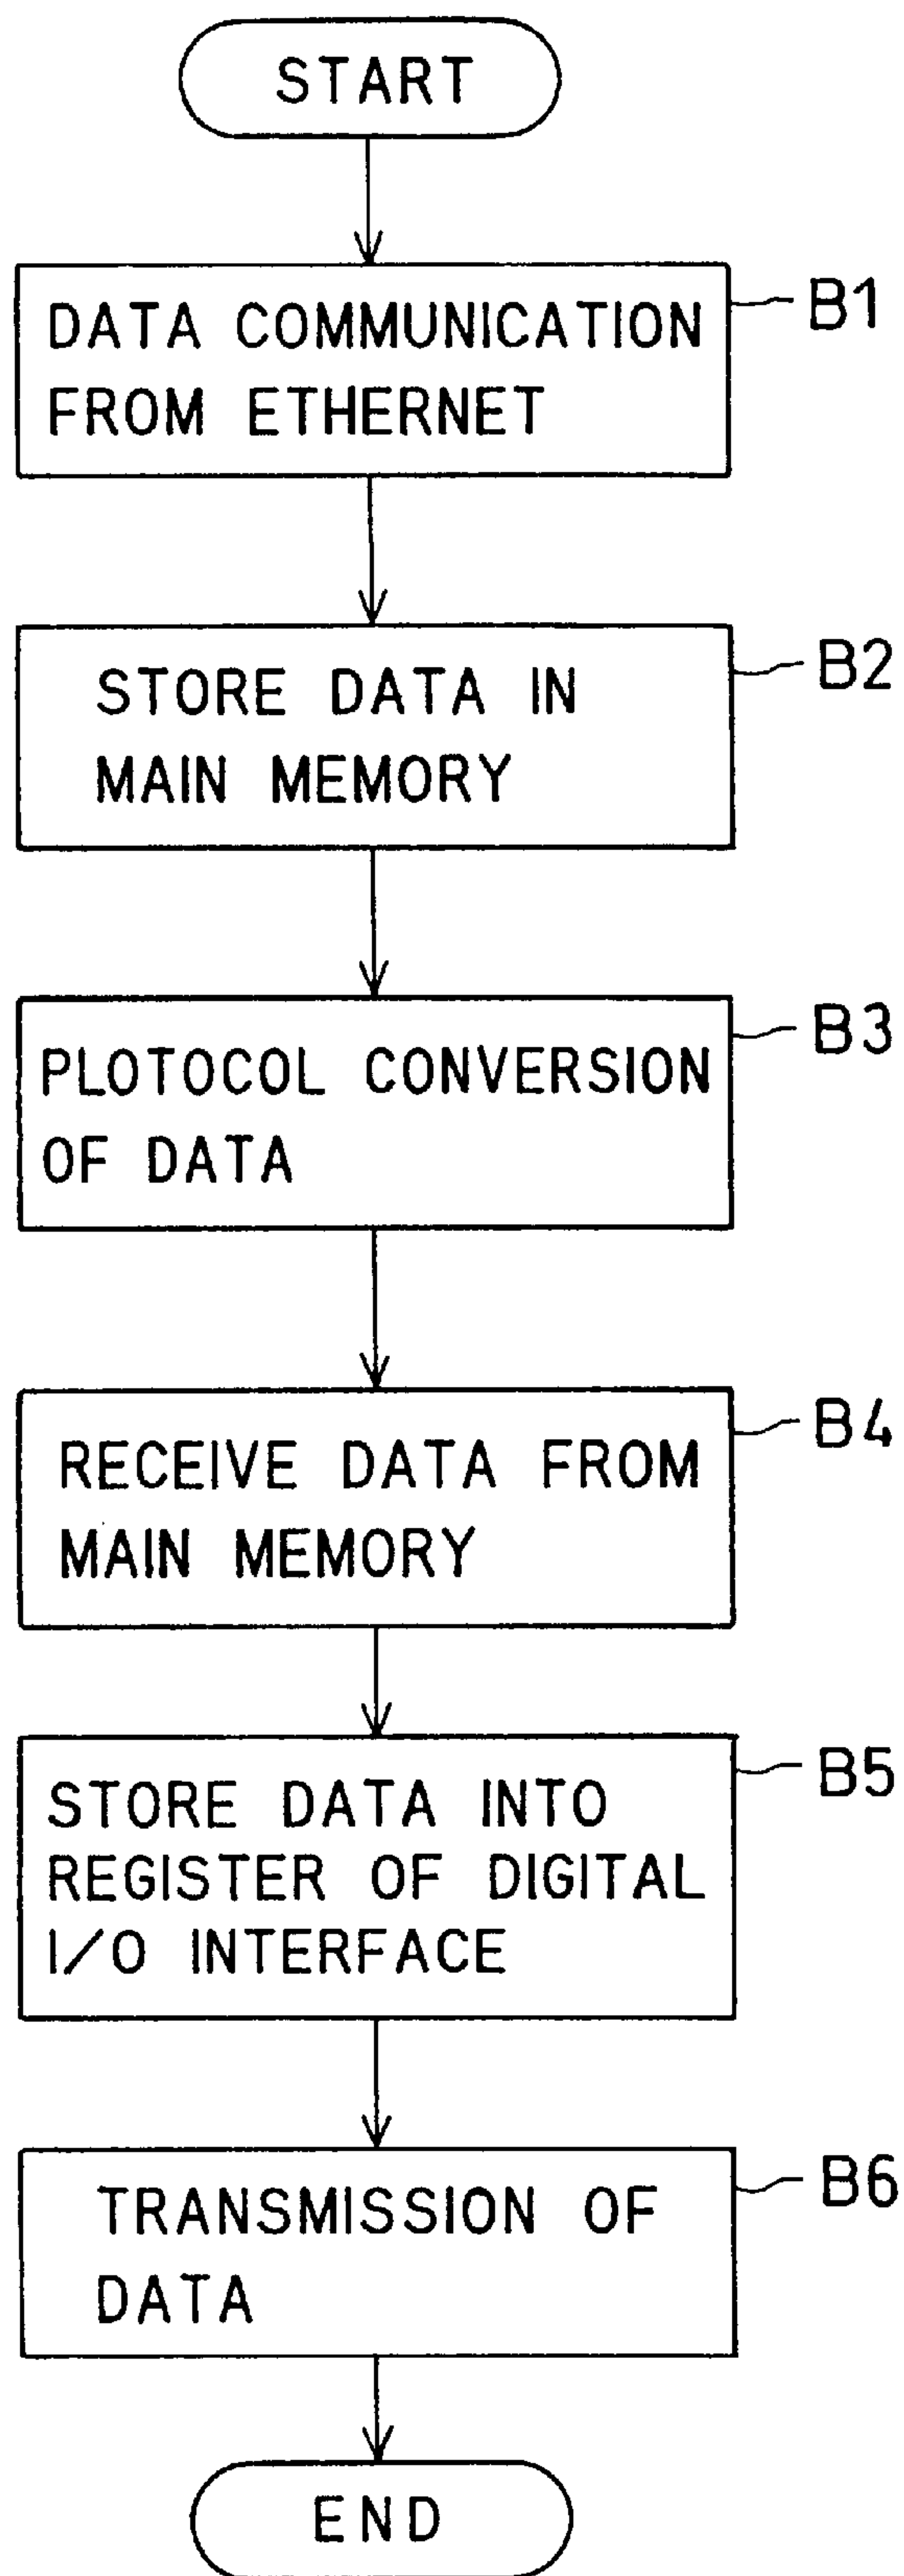 START
DATA COMMUNICATION
FROM ETHERNET
B1
STORE DATA IN
MAIN MEMORY
B2
PLOTOCOL CONVERSION
OF DATA
B3
RECEIVE DATA FROM
MAIN MEMORY
B4
STORE DATA INTO
REGISTER OF DIGITAL
I/O INTERFACE
B5
TRANSMISSION OF
DATA
B6
END